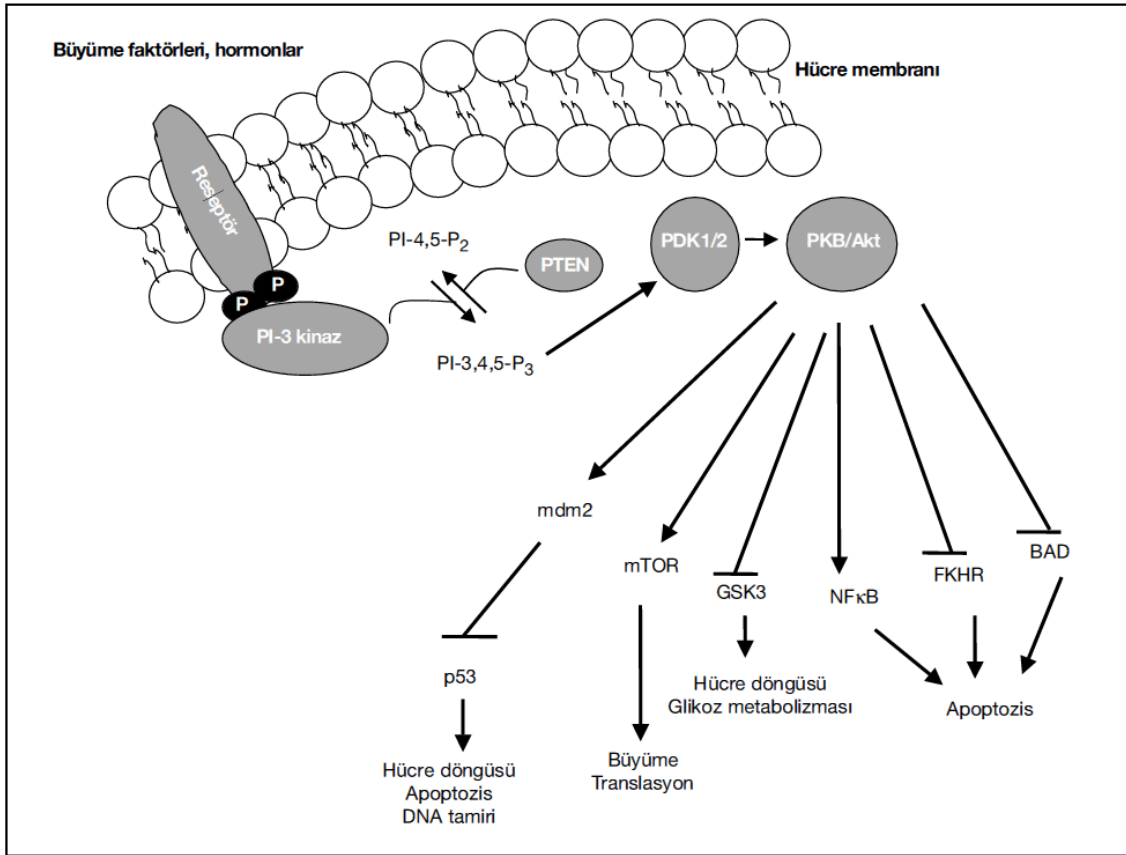 Büyüme faktörleri, hormonlar
Hücre membranı
Reseptör
PI-4,5-P2
PTEN
PDK1/2
PKB/Akt
P
P
PI-3 kinaz
PI-3,4,5-P3
mdm2
mTOR
GSK3
NFκB
FKHR
BAD
p53
Hücre döngüsü
Glikoz metabolizması
Apoptozis
Hücre döngüsü
Apoptozis
DNA tamiri
Büyüme
Translasyon